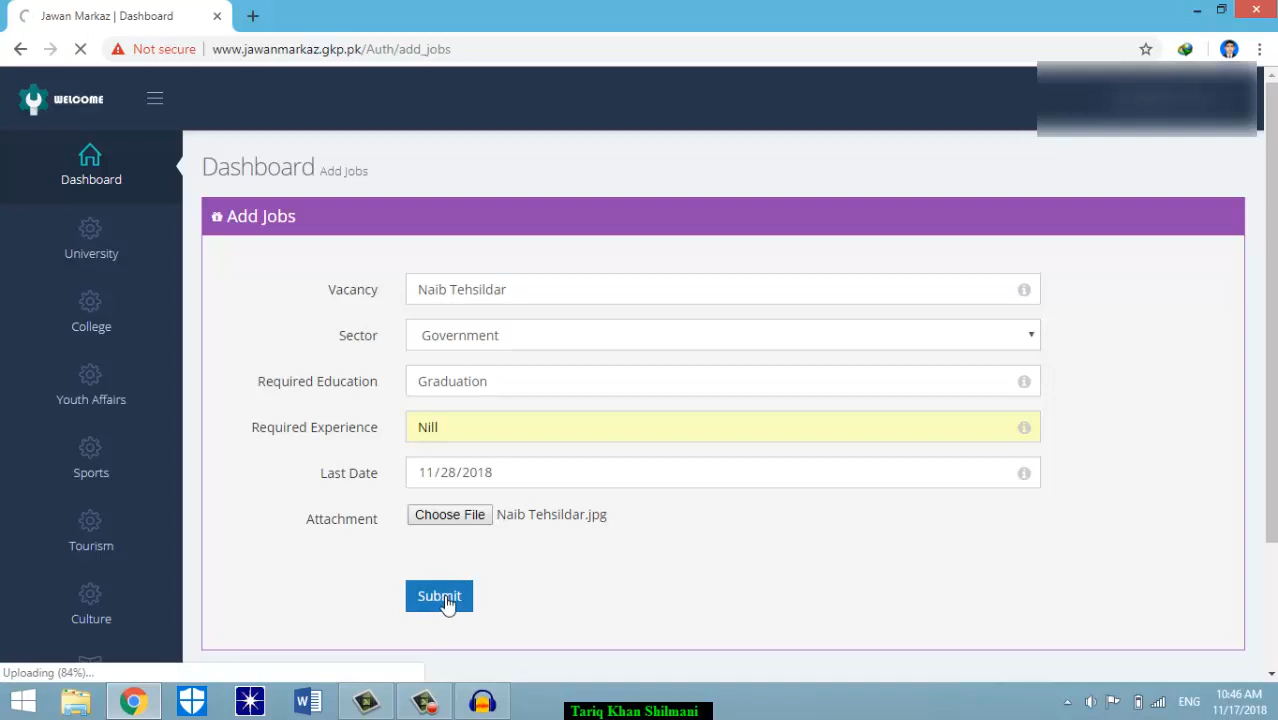 Jawan Markaz | Dashboard
Not secure | www.jawanmarkaz.gkp.pk/Auth/add_jobs
WELCOME
Dashboard
University
College
Youth Affairs
Sports
Tourism
Culture
Dashboard Add Jobs
Add Jobs
Vacancy Naib Tehsildar
Sector Government
Required Education Graduation
Required Experience Nill
Last Date 11/28/2018
Attachment Choose File Naib Tehsildar.jpg
Submit
Uploading (84%)...
Tariq Khan Shilmani
ENG
10:46 AM
11/17/2018